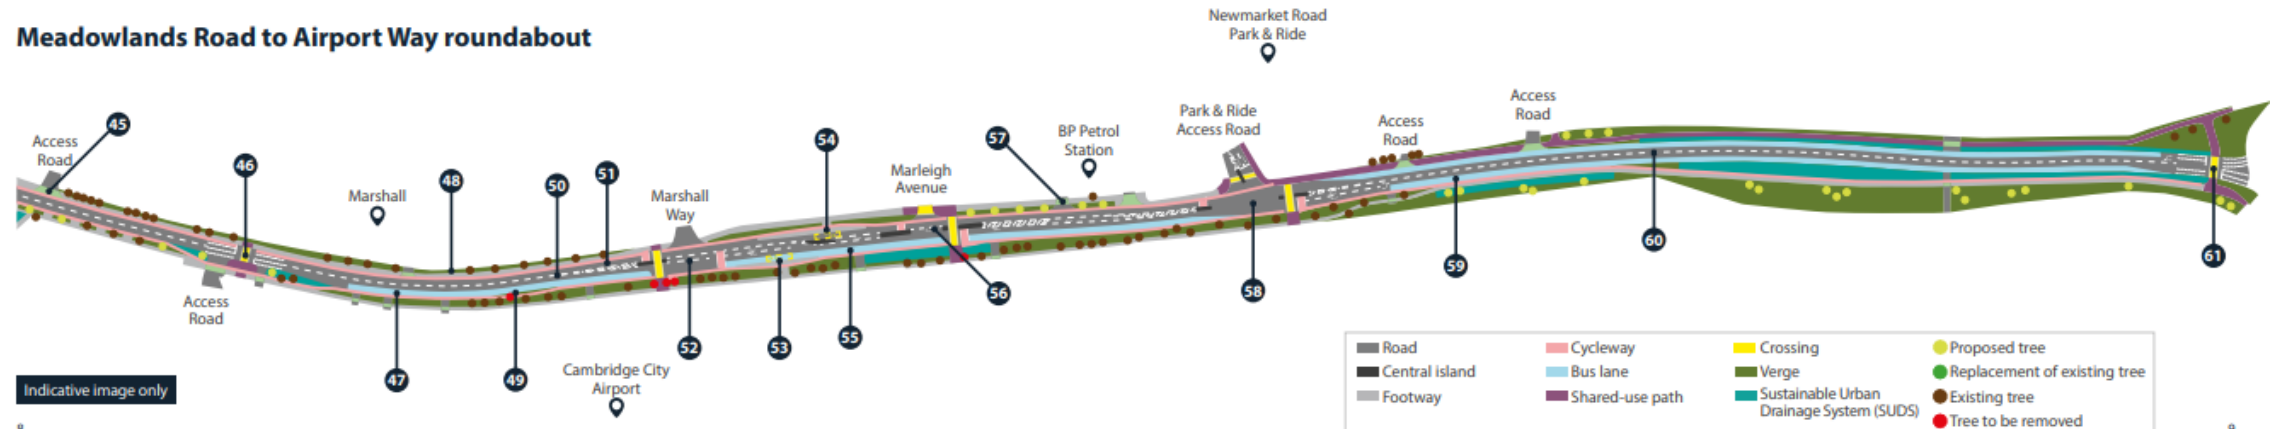 Meadowlands Road to Airport Way roundabout
Newmarket Road
Park & Ride
45
Access
Road
46
Marshall
48
50
51
Marshall
Way
54
Marleigh
Avenue
57
BP Petrol
Station
Park & Ride
Access Road
Access
Road
Access
Road
Access
Road
47
49
Cambridge City
Airport
52
53
55
56
58
59
60
61
Indicative image only
Road
Central island
Footway
Cycleway
Bus lane
Shared-use path
Crossing
Verge
Sustainable Urban
Drainage System (SUDS)
Proposed tree
Replacement of existing tree
Existing tree
Tree to be removed